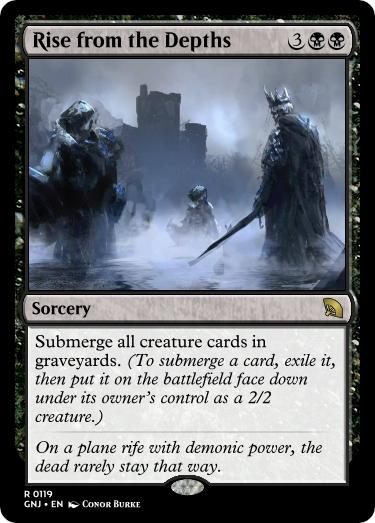 Rise from the Depths 3
Sorcery
Submerge all creature cards in
graveyards. (To submerge a card, exile it,
then put it on the battlefield face down
under its owner's control as a 2/2
creature.)
On a plane rife with demonic power, the
dead rarely stay that way.
R 0119
GNJ • EN Conor Burke